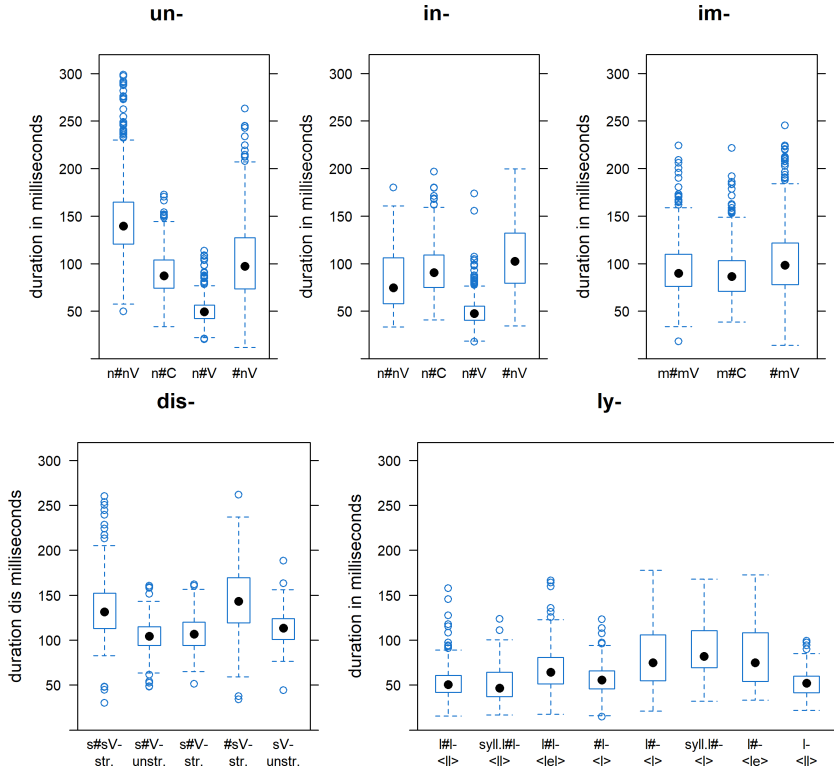 un-
in-
im-
duration in milliseconds
300
250
200
150
100
50
n#nV n#C n#V #nV
duration in milliseconds
300
250
200
150
100
50
n#nV n#C n#V #nV
duration in milliseconds
300
250
200
150
100
50
m#mV m#C #mV
dis-
ly-
duration dis milliseconds
300
250
200
150
100
50
s#sV- s#V- s#V- #sV- sV-
str. unstr. str. str. unstr.
duration in milliseconds
300
250
200
150
100
50
l#l- syll.l#l- l#l- #l- l#- syll.l#- l#- l-
<ll> <ll> <lel> <l> <l> <l> <le> <ll>